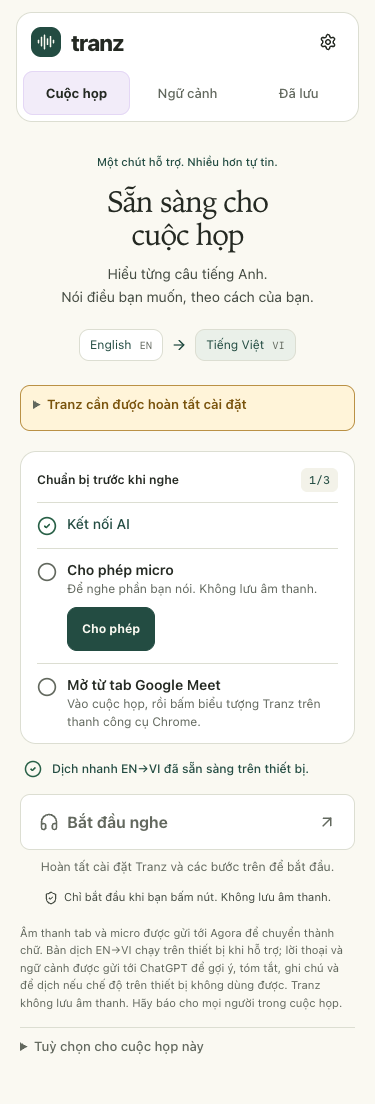 tranz
Cuộc họp
Ngữ cảnh
Đã lưu
Một chút hỗ trợ. Nhiều hơn tự tin.
Sẵn sàng cho
cuộc họp
Hiểu từng câu tiếng Anh.
Nói điều bạn muốn, theo cách của bạn.
English EN → Tiếng Việt VI
Tranz cần được hoàn tất cài đặt
Chuẩn bị trước khi nghe 1/3
Kết nối AI
Cho phép micro
Để nghe phần bạn nói. Không lưu âm thanh.
Cho phép
Mở từ tab Google Meet
Vào cuộc họp, rồi bấm biểu tượng Tranz trên
thanh công cụ Chrome.
Dịch nhanh EN→VI đã sẵn sàng trên thiết bị.
Bắt đầu nghe
Hoàn tất cài đặt Tranz và các bước trên để bắt đầu.
Chỉ bắt đầu khi bạn bấm nút. Không lưu âm thanh.
Âm thanh tab và micro được gửi tới Agora để chuyển thành
chữ. Bản dịch EN→VI chạy trên thiết bị khi hỗ trợ; lời thoại và
ngữ cảnh được gửi tới ChatGPT để gợi ý, tóm tắt, ghi chú và
để dịch nếu chế độ trên thiết bị không dùng được. Tranz
không lưu âm thanh. Hãy báo cho mọi người trong cuộc họp.
Tuỳ chọn cho cuộc họp này